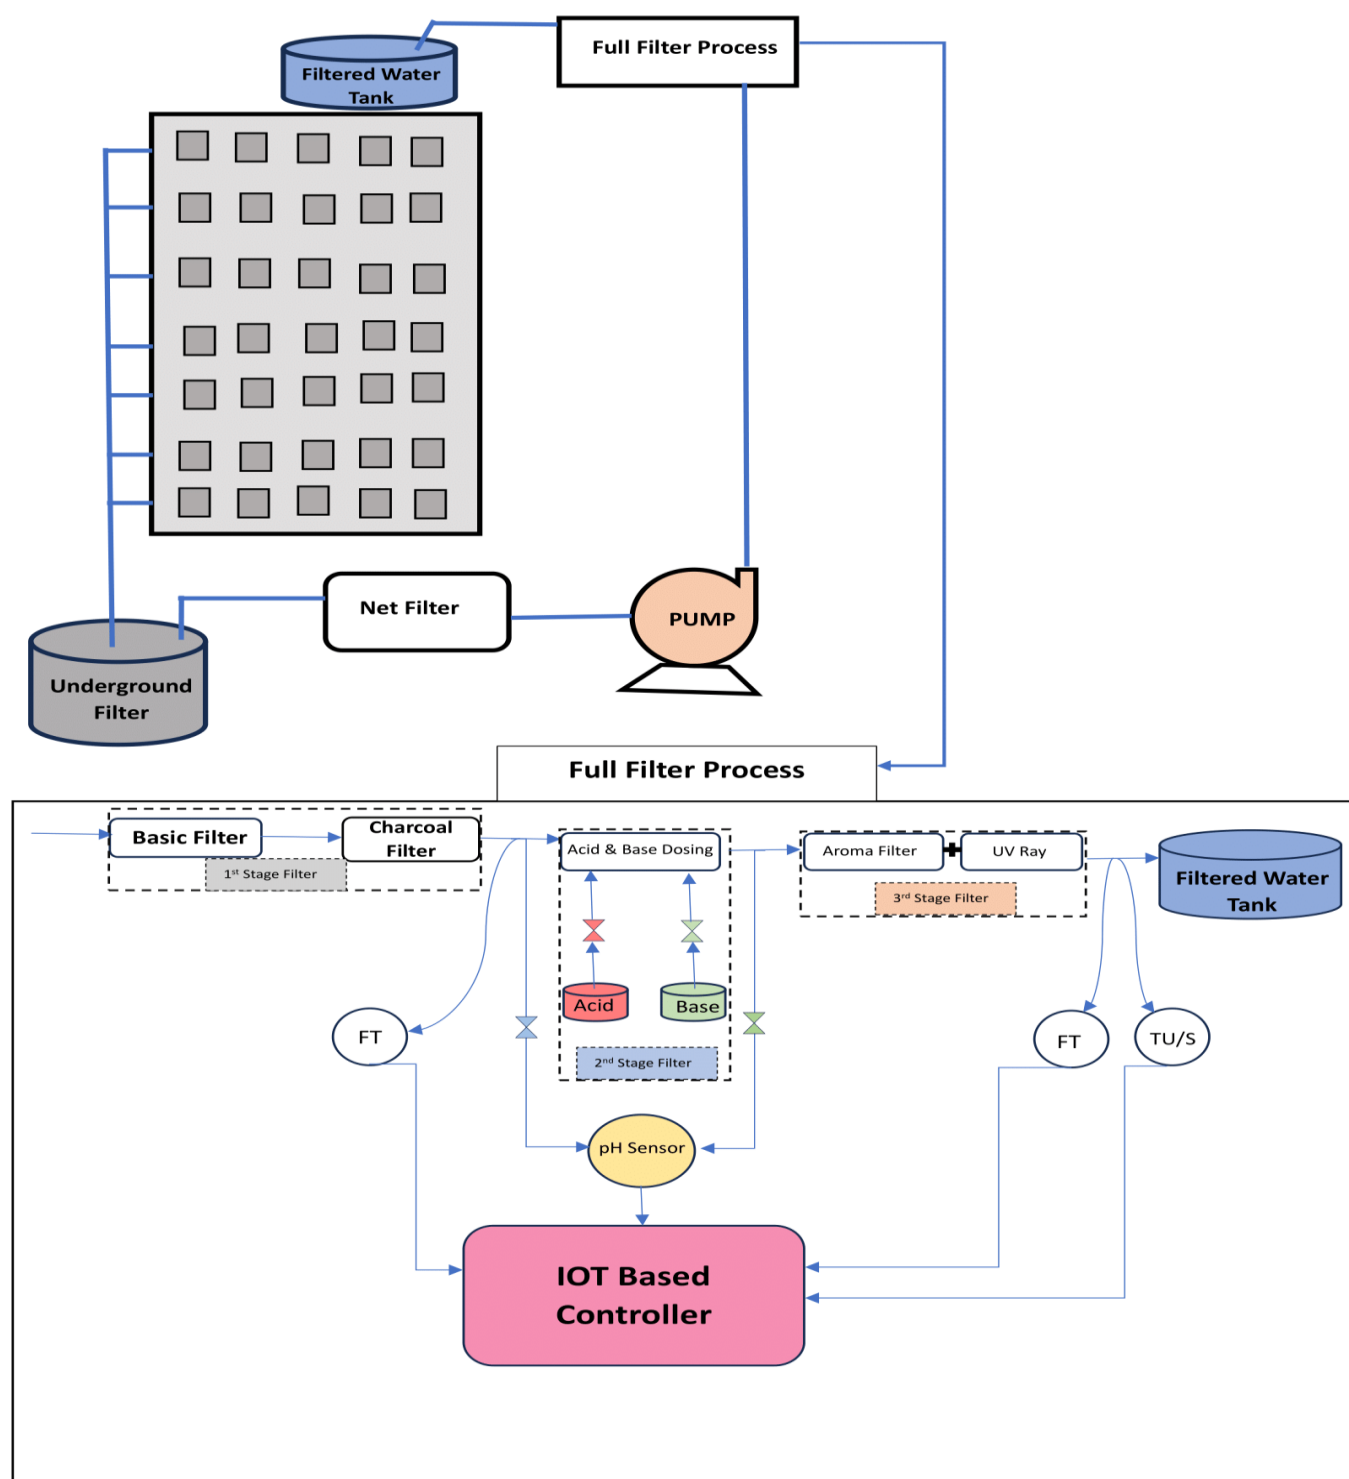 Full Filter Process
Filtered Water
Tank
Net Filter
PUMP
Underground
Filter
Full Filter Process
Basic Filter
Charcoal
Filter
1st Stage Filter
Acid & Base Dosing
Acid
Base
2nd Stage Filter
Aroma Filter
UV Ray
3rd Stage Filter
Filtered Water
Tank
FT
FT
TU/S
pH Sensor
IOT Based
Controller